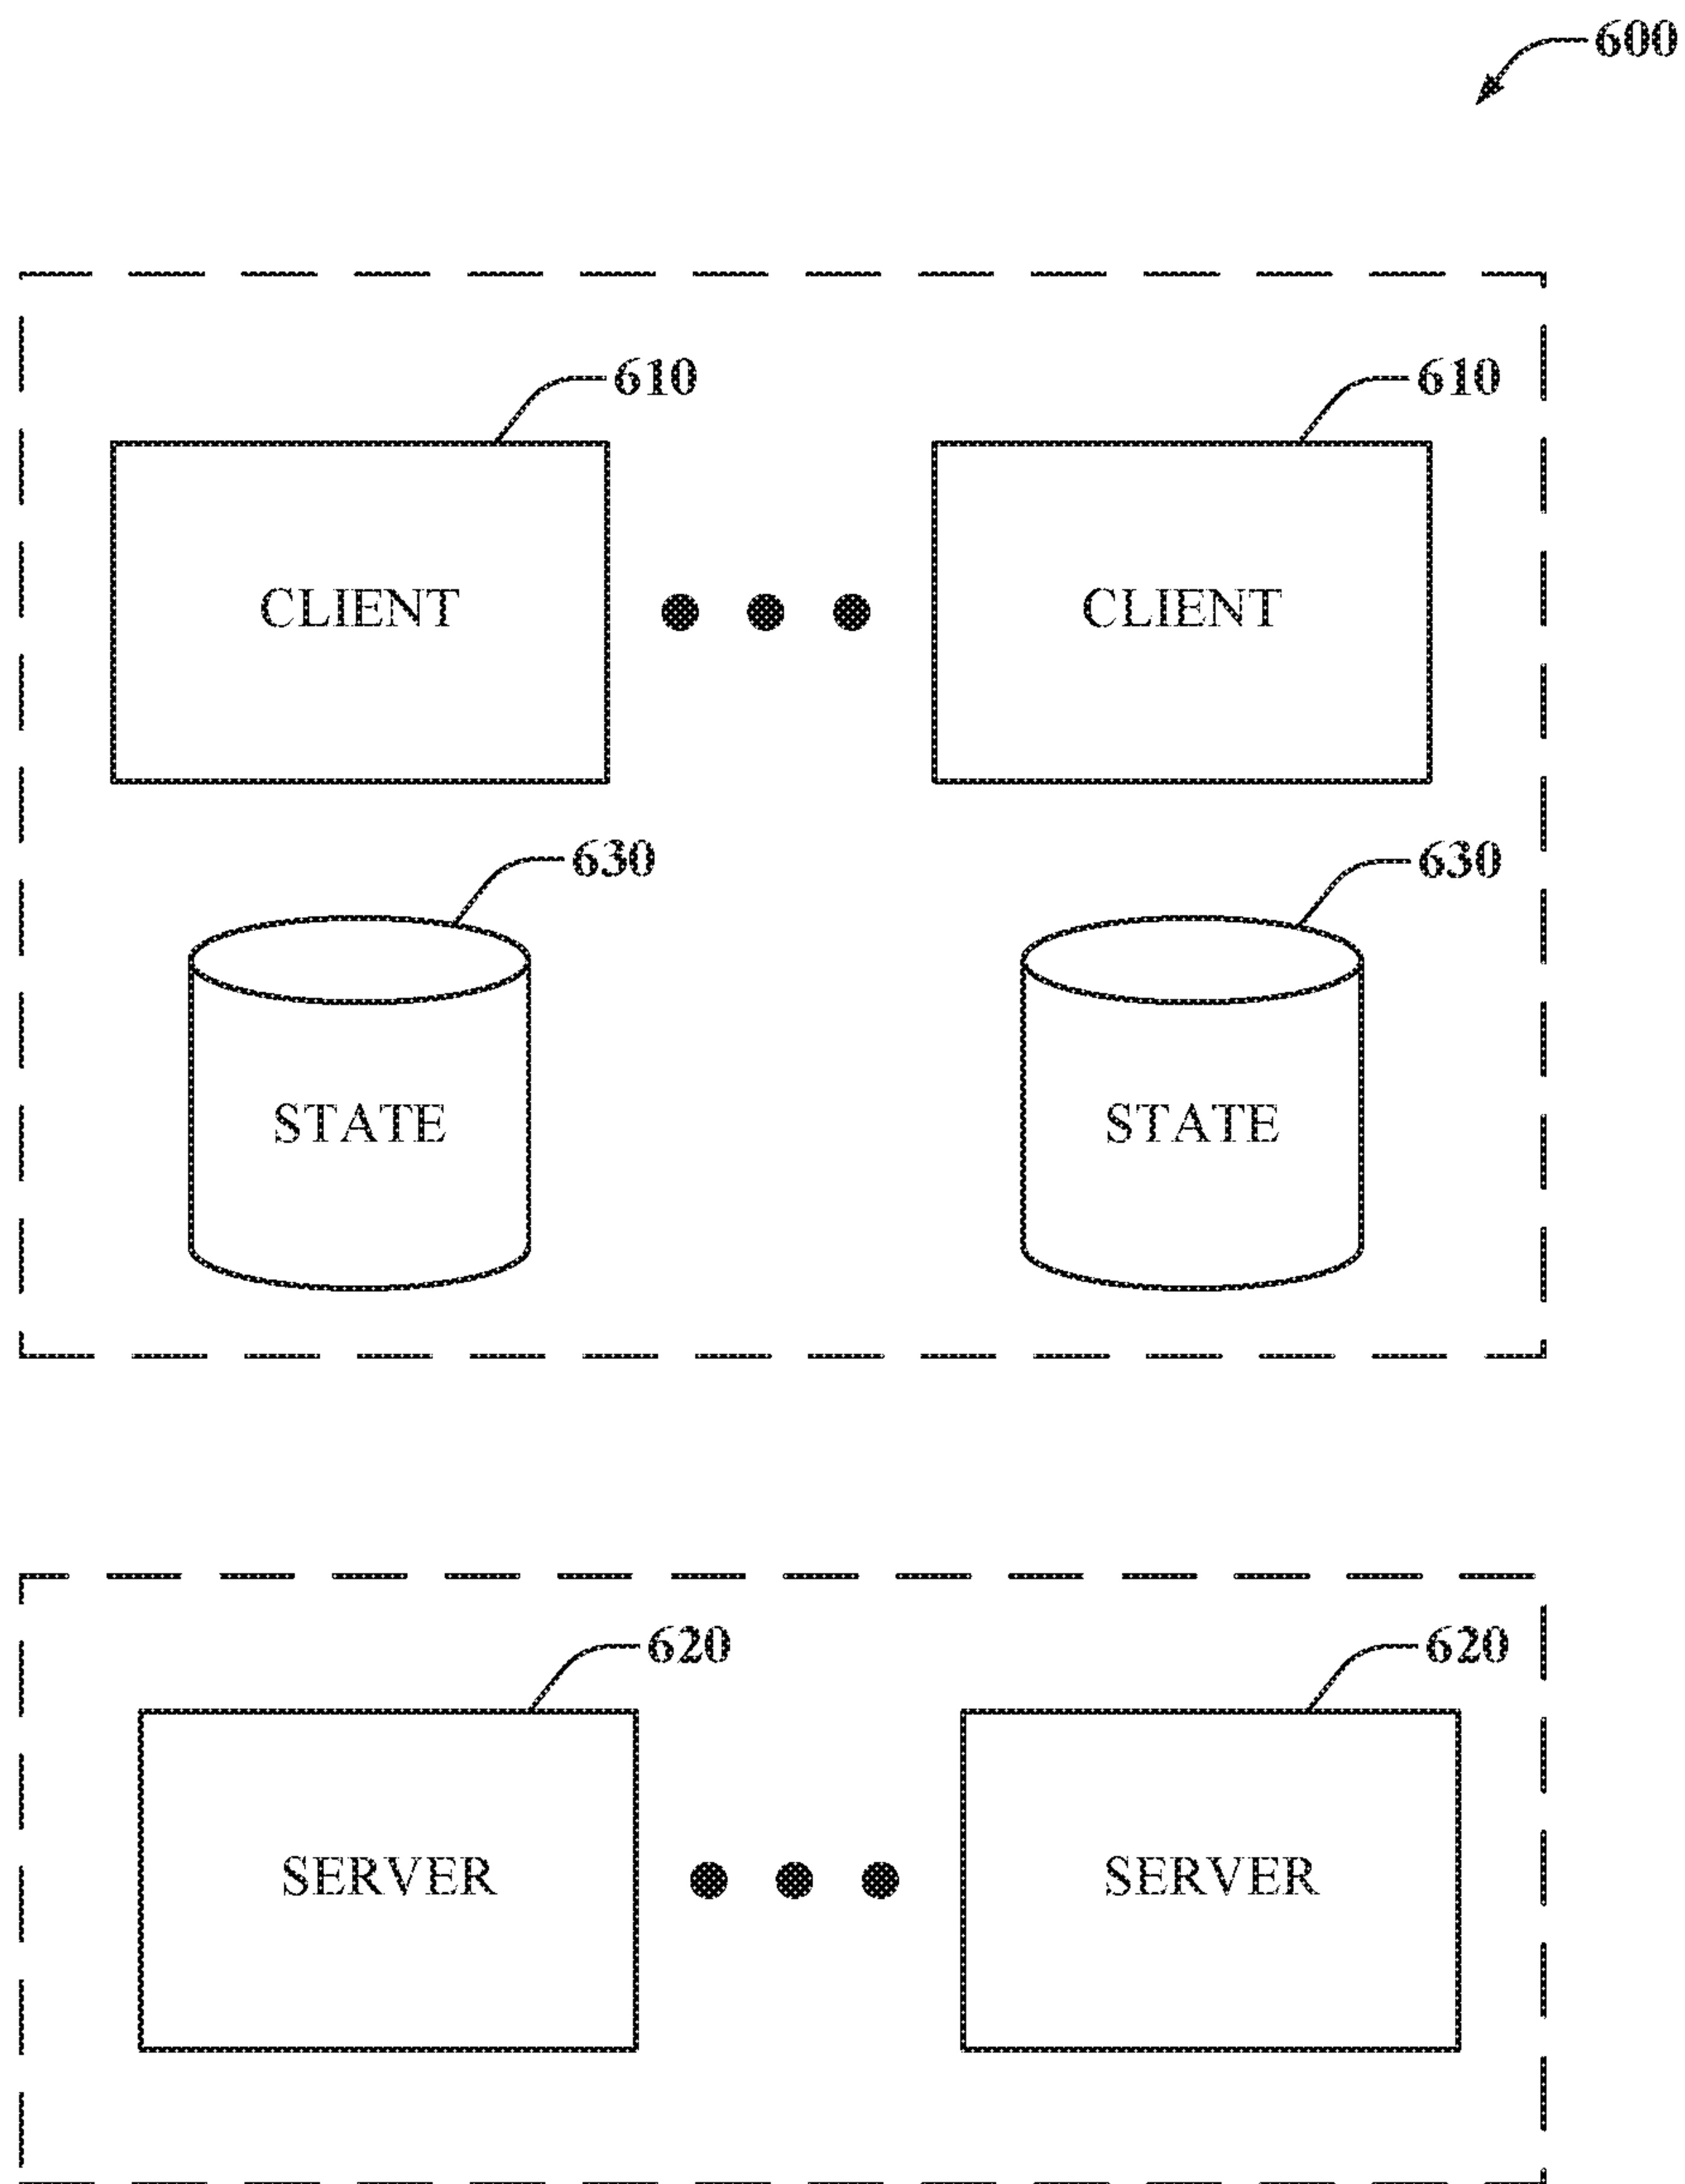 600
610 610
CLIENT CLIENT
630 630
STATE STATE
620 620
SERVER SERVER